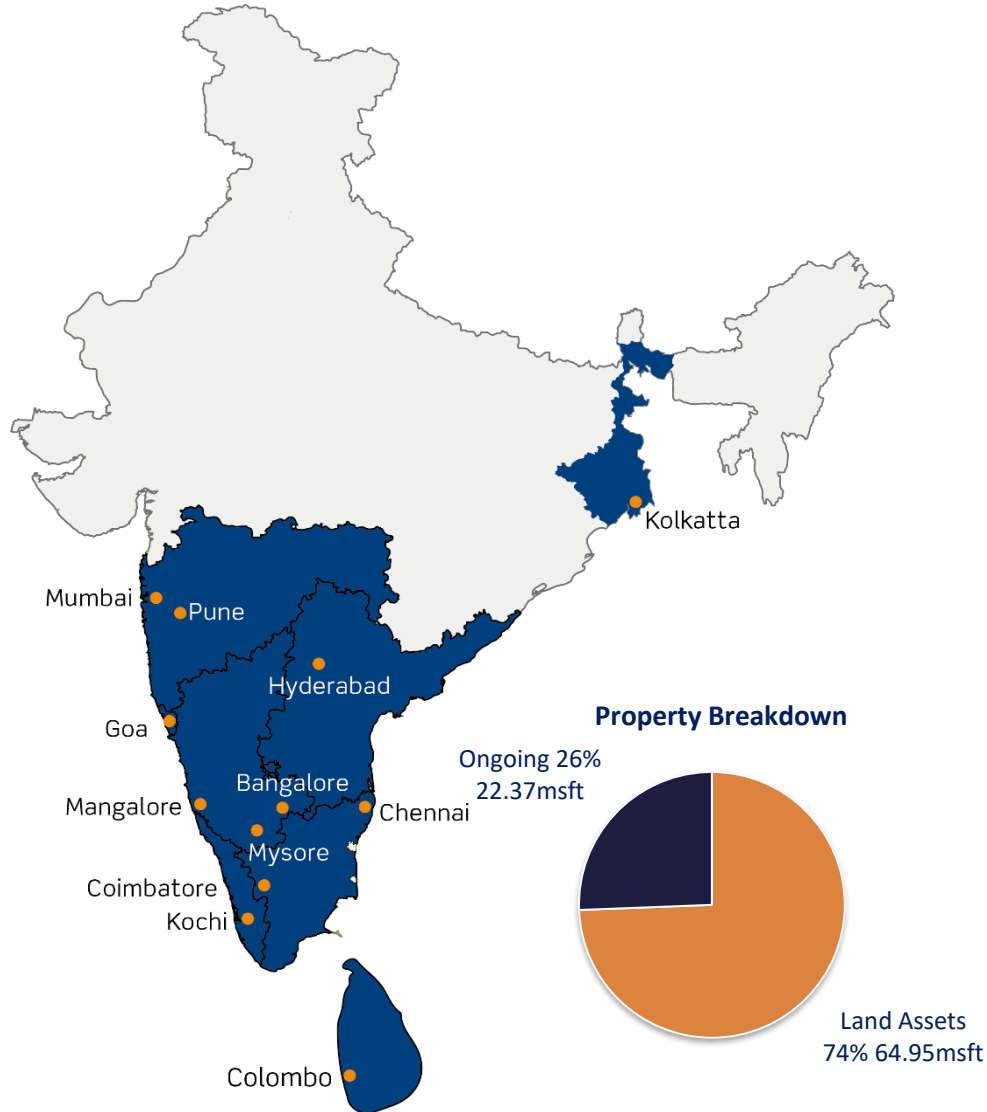 Kolkatta
Mumbai
Pune
Hyderabad
Goa
Property Breakdown
Ongoing 26%
22.37msft
Bangalore
Mangalore
Chennai
Mysore
Coimbatore
Kochi
Land Assets
74% 64.95msft
Colombo